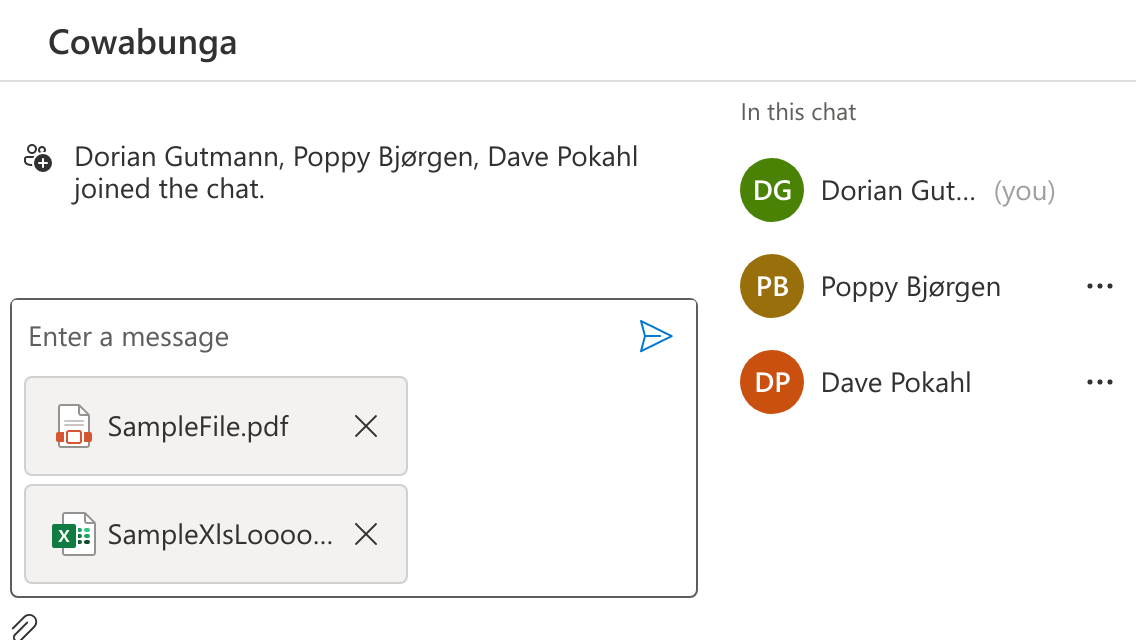 Cowabunga
Dorian Gutmann, Poppy Bjørgen, Dave Pokahl
joined the chat.
Enter a message
SampleFile.pdf
X SampleXlsLoooo...
In this chat
DG Dorian Gut... (you)
PB Poppy Bjørgen
DP Dave Pokahl